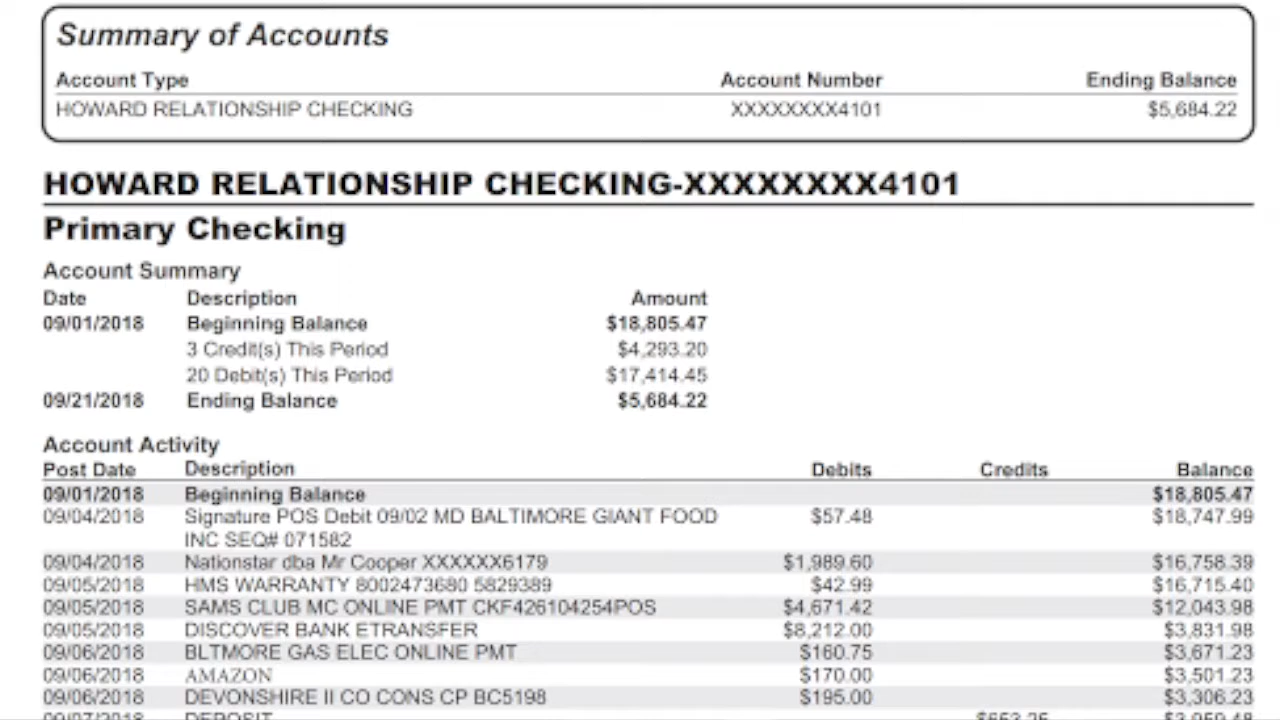 Summary of Accounts
Account Type Account Number Ending Balance
HOWARD RELATIONSHIP CHECKING XXXXXXXX4101 $5,684.22
HOWARD RELATIONSHIP CHECKING-XXXXXXXX4101
Primary Checking
Account Summary
Date Description Amount
09/01/2018 Beginning Balance $18,805.47
3 Credit(s) This Period $4,293.20
20 Debit(s) This Period $17,414.45
09/21/2018 Ending Balance $5,684.22
Account Activity
Post Date Description Debits Credits Balance
09/01/2018 Beginning Balance $18,805.47
09/04/2018 Signature POS Debit 09/02 MD BALTIMORE GIANT FOOD $57.48 $18,747.99
INC SEQ# 071582
09/04/2018 Nationstar dba Mr Cooper XXXXXX6179 $1,989.60 $16,758.39
09/05/2018 HMS WARRANTY 8002473680 5829389 $42.99 $16,715.40
09/05/2018 SAMS CLUB MC ONLINE PMT CKF426104254POS $4,671.42 $12,043.98
09/05/2018 DISCOVER BANK ETRANSFER $8,212.00 $3,831.98
09/06/2018 BLTMORE GAS ELEC ONLINE PMT $160.75 $3,671.23
09/06/2018 AMAZON $170.00 $3,501.23
09/06/2018 DEVONSHIRE II CO CONS CP BC5198 $195.00 $3,306.23
09/07/2018 DEPOSIT $653.25 $3,959.48